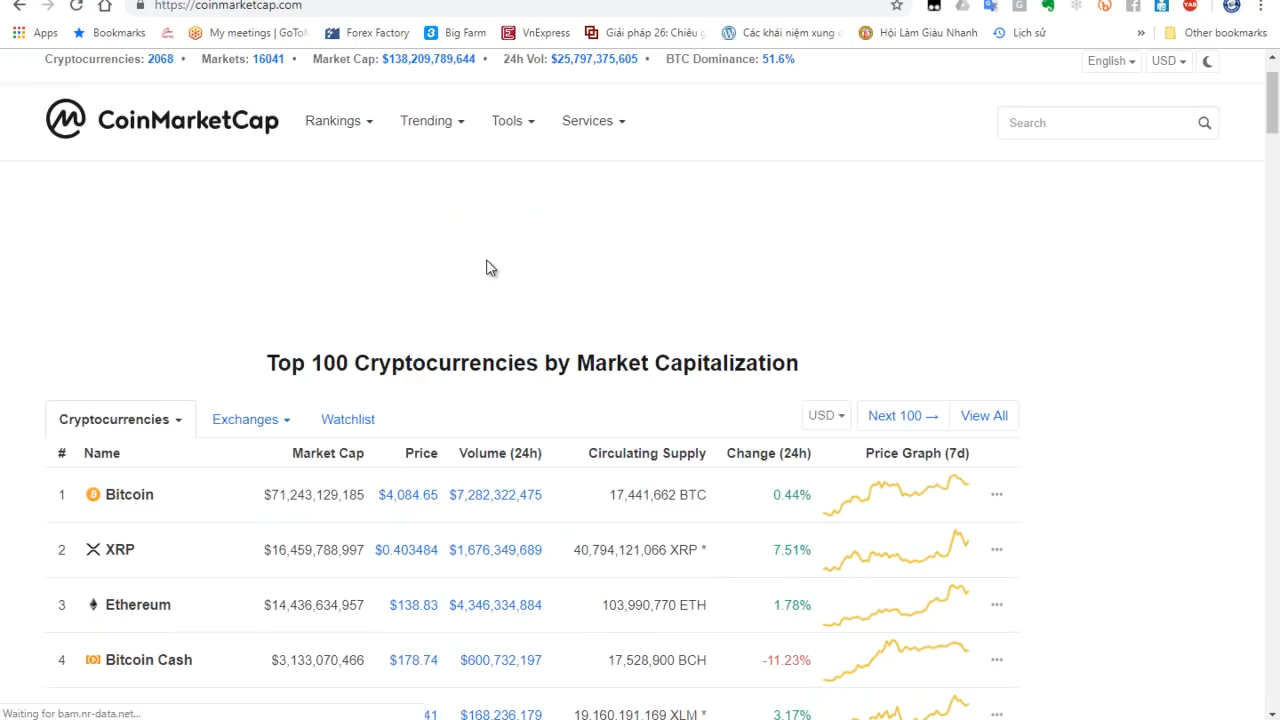 https://coinmarketcap.com
Apps Bookmarks My meetings | GoTo Forex Factory Big Farm VnExpress Giải pháp 26: Chiêu Các khái niệm xung Hội Làm Giàu Nhanh Lịch sử » Other bookmarks
Cryptocurrencies: 2068 • Markets: 16041 • Market Cap: $138,209,789,644 • 24h Vol: $25,797,375,605 • BTC Dominance: 51.6% English USD
CoinMarketCap Rankings Trending Tools Services Search
Top 100 Cryptocurrencies by Market Capitalization
Cryptocurrencies Exchanges Watchlist USD Next 100 → View All
# Name Market Cap Price Volume (24h) Circulating Supply Change (24h) Price Graph (7d)
1 Bitcoin $71,243,129,185 $4,084.65 $7,282,322,475 17,441,662 BTC 0.44%
2 XRP $16,459,788,997 $0.403484 $1,676,349,689 40,794,121,066 XRP * 7.51%
3 Ethereum $14,436,634,957 $138.83 $4,346,334,884 103,990,770 ETH 1.78%
4 Bitcoin Cash $3,133,070,466 $178.74 $600,732,197 17,528,900 BCH -11.23%
41 $168,236,179 19,160,191,169 XLM * 3.17%
Waiting for bam.nr-data.net...